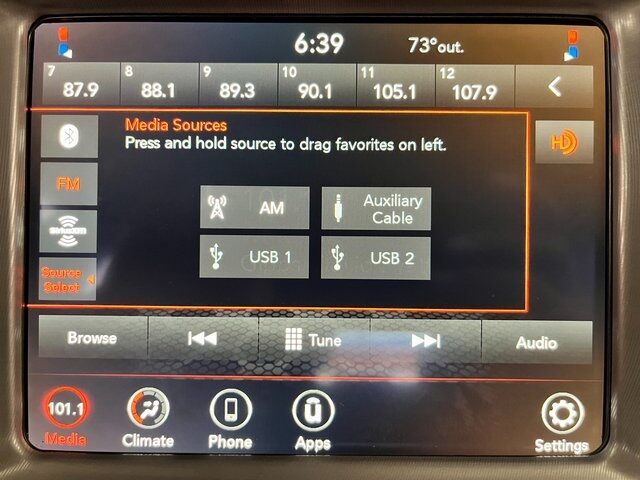 6:39 73°out.
7 8 9 10 11 12
87.9 88.1 89.3 90.1 105.1 107.9
Media Sources
Press and hold source to drag favorites on left.
HD
FM
AM
Auxiliary
Cable
SiriusXM
USB 1
USB 2
Source
Select
Browse
Tune
Audio
101.1
Media
Climate
Phone
Apps
Settings